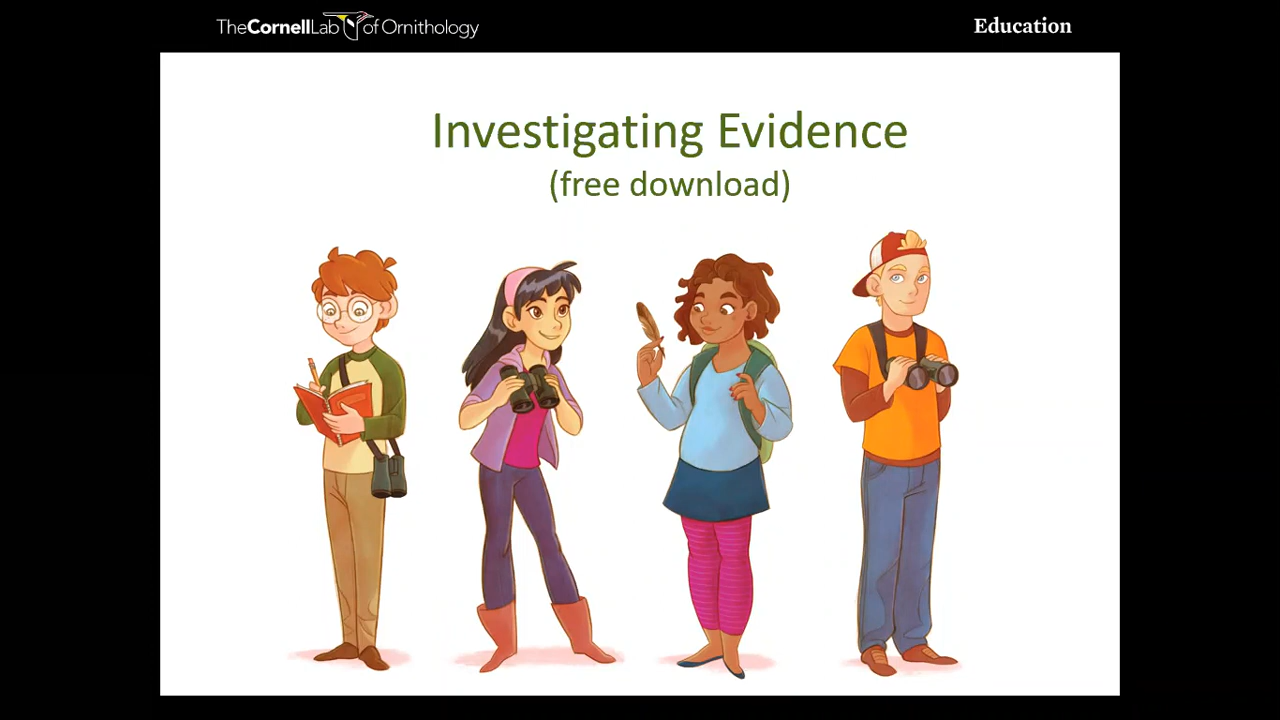 TheCornellLab of Ornithology
Education
Investigating Evidence
(free download)